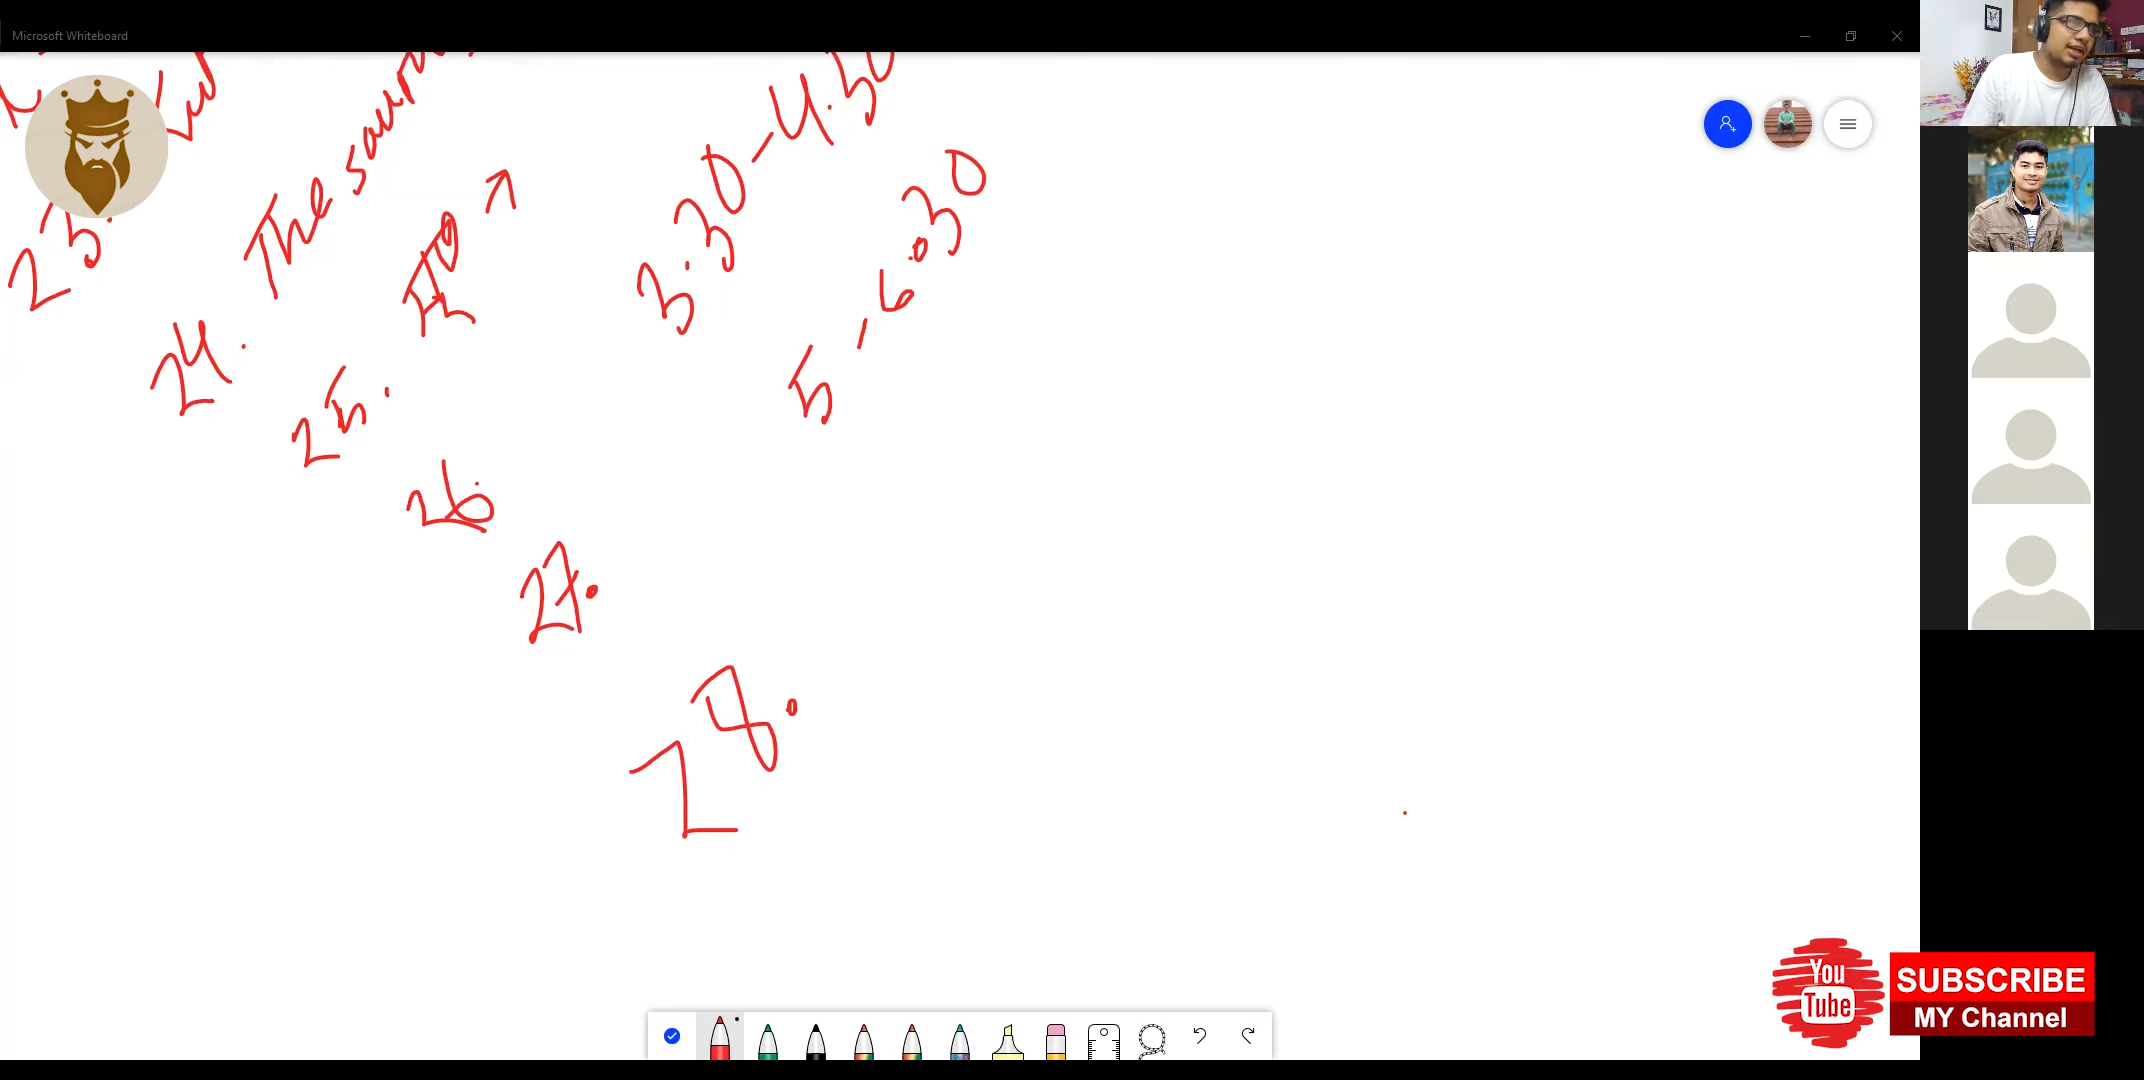 Microsoft Whiteboard
23.
24. The
25.
3.30-4.30
5-6.30
26.
27.
28.
You
Tube
SUBSCRIBE
MY Channel